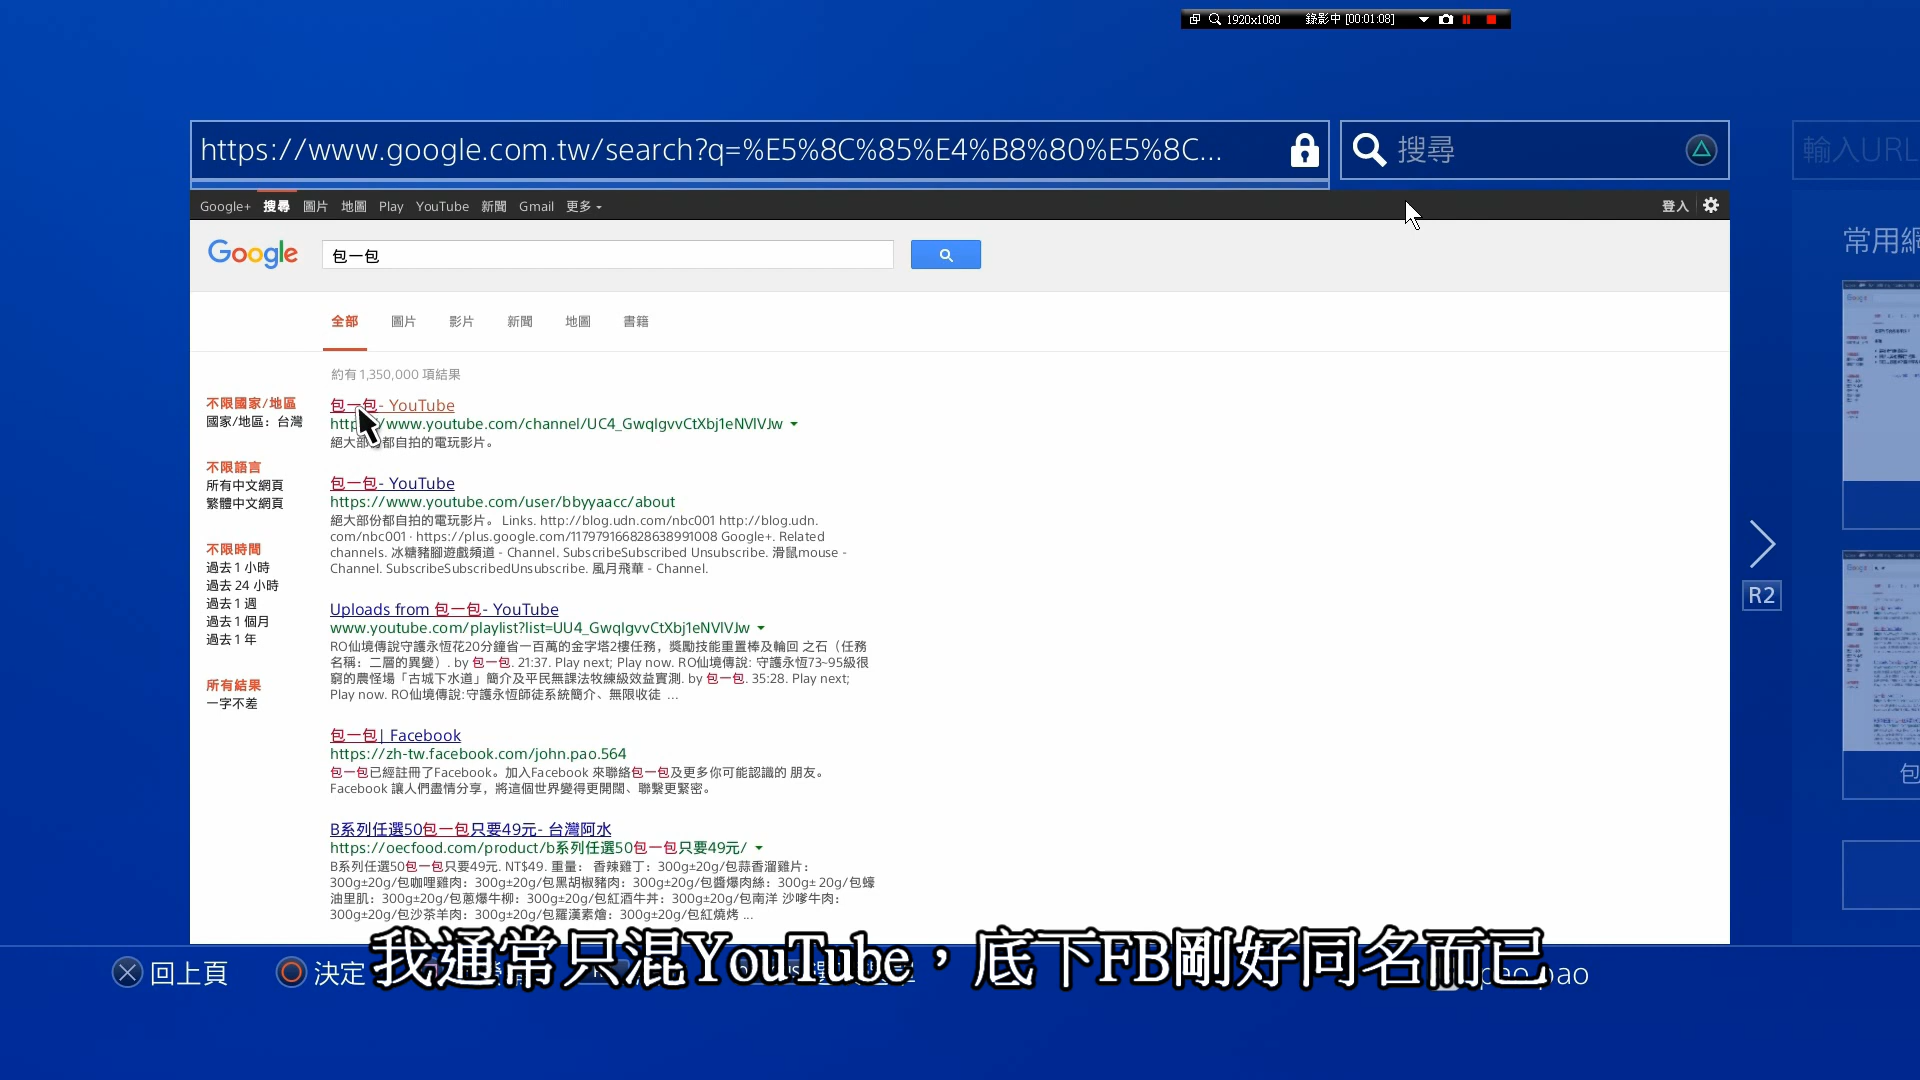 1920x1080 錄影中 [00:01:08]
https://www.google.com.tw/search?q=%E5%8C%85%E4%B8%80%E5%8C...
搜尋
輸入URL
Google+ 搜尋 圖片 地圖 Play YouTube 新聞 Gmail 更多
登入
Google
包一包
全部 圖片 影片 新聞 地圖 書籍
約有 1,350,000 項結果
不限國家/地區
國家/地區：台灣
不限語言
所有中文網頁
繁體中文網頁
不限時間
過去 1 小時
過去 24 小時
過去 1 週
過去 1 個月
過去 1 年
所有結果
一字不差
包一包- YouTube
https://www.youtube.com/channel/UC4_GwqIgvvCtXbj1eNVlVJw
絕大部份都自拍的電玩影片。
包一包- YouTube
https://www.youtube.com/user/bbyyaacc/about
絕大部份都自拍的電玩影片。 Links. http://blog.udn.com/nbc001 http://blog.udn.
com/nbc001 · https://plus.google.com/117979166828638991008 Google+. Related
channels. 冰糖豬腳遊戲頻道 - Channel. SubscribeSubscribed Unsubscribe. 滑鼠mouse -
Channel. SubscribeSubscribedUnsubscribe. 風月飛華 - Channel.
Uploads from 包一包- YouTube
www.youtube.com/playlist?list=UU4_GwqIgvvCtXbj1eNVlVJw
RO仙境傳說守護永恆花20分鐘省一百萬的金字塔2樓任務，獎勵技能重置棒及輪回 之石（任務
名稱：二層的異變）. by 包一包. 21:37. Play next; Play now. RO仙境傳說: 守護永恆73~95級很
窮的農怪場「古城下水道」簡介及平民無課法牧練級效益實測. by 包一包. 35:28. Play next;
Play now. RO仙境傳說: 守護永恆師徒系統簡介、無限收徒 ...
包一包| Facebook
https://zh-tw.facebook.com/john.pao.564
包一包已經註冊了Facebook。加入Facebook 來聯絡包一包及更多你可能認識的 朋友。
Facebook 讓人們盡情分享，將這個世界變得更開闊、聯繫更緊密。
B系列任選50包一包只要49元- 台灣阿水
https://oecfood.com/product/b系列任選50包一包只要49元/
B系列任選50包一包只要49元. NT$49. 重量： 香辣雞丁：300g±20g/包蒜香溜雞片：
300g±20g/包咖哩雞肉：300g±20g/包黑胡椒豬肉：300g±20g/包醬爆肉絲：300g± 20g/包蠔
油里肌：300g±20g/包蔥爆牛柳：300g±20g/包紅酒牛丼：300g±20g/包南洋 沙嗲牛肉：
300g±20g/包沙茶羊肉：300g±20g/包羅漢素燴：300g±20g/包紅燒烤 ...
常用網
R2
包
回上頁 決定
我通常只混YouTube，底下FB剛好同名而已